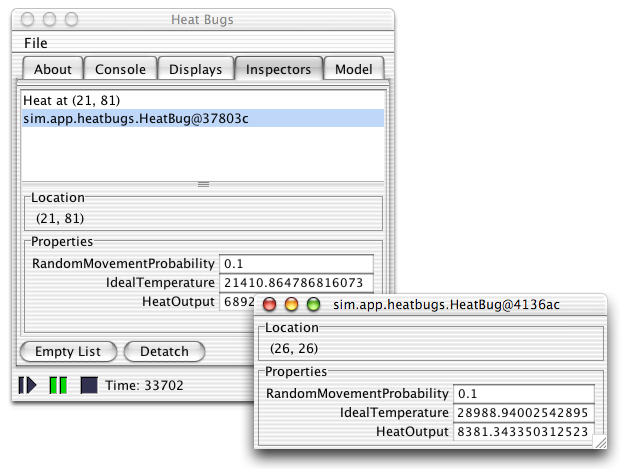 Heat Bugs
File
About Console Displays Inspectors Model
Heat at (21, 81)
sim.app.heatbugs.HeatBug@37803c
Location
(21, 81)
Properties
RandomMovementProbability 0.1
IdealTemperature 21410.864786816073
HeatOutput 6892
Empty List Detatch
Time: 33702
sim.app.heatbugs.HeatBug@4136ac
Location
(26, 26)
Properties
RandomMovementProbability 0.1
IdealTemperature 28988.94002542895
HeatOutput 8381.343350312523